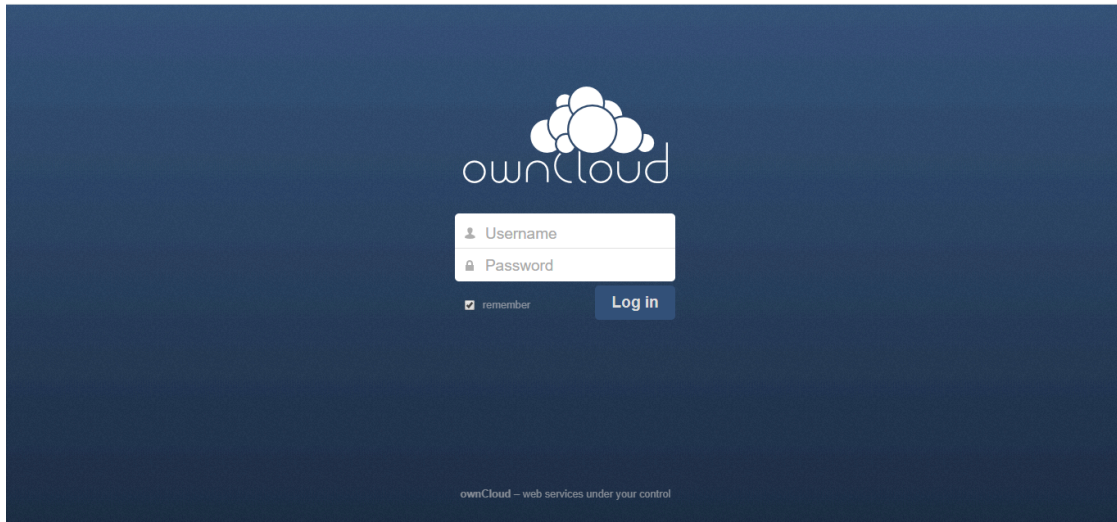 ownCloud
Username
Password
remember
Log in
ownCloud – web services under your control